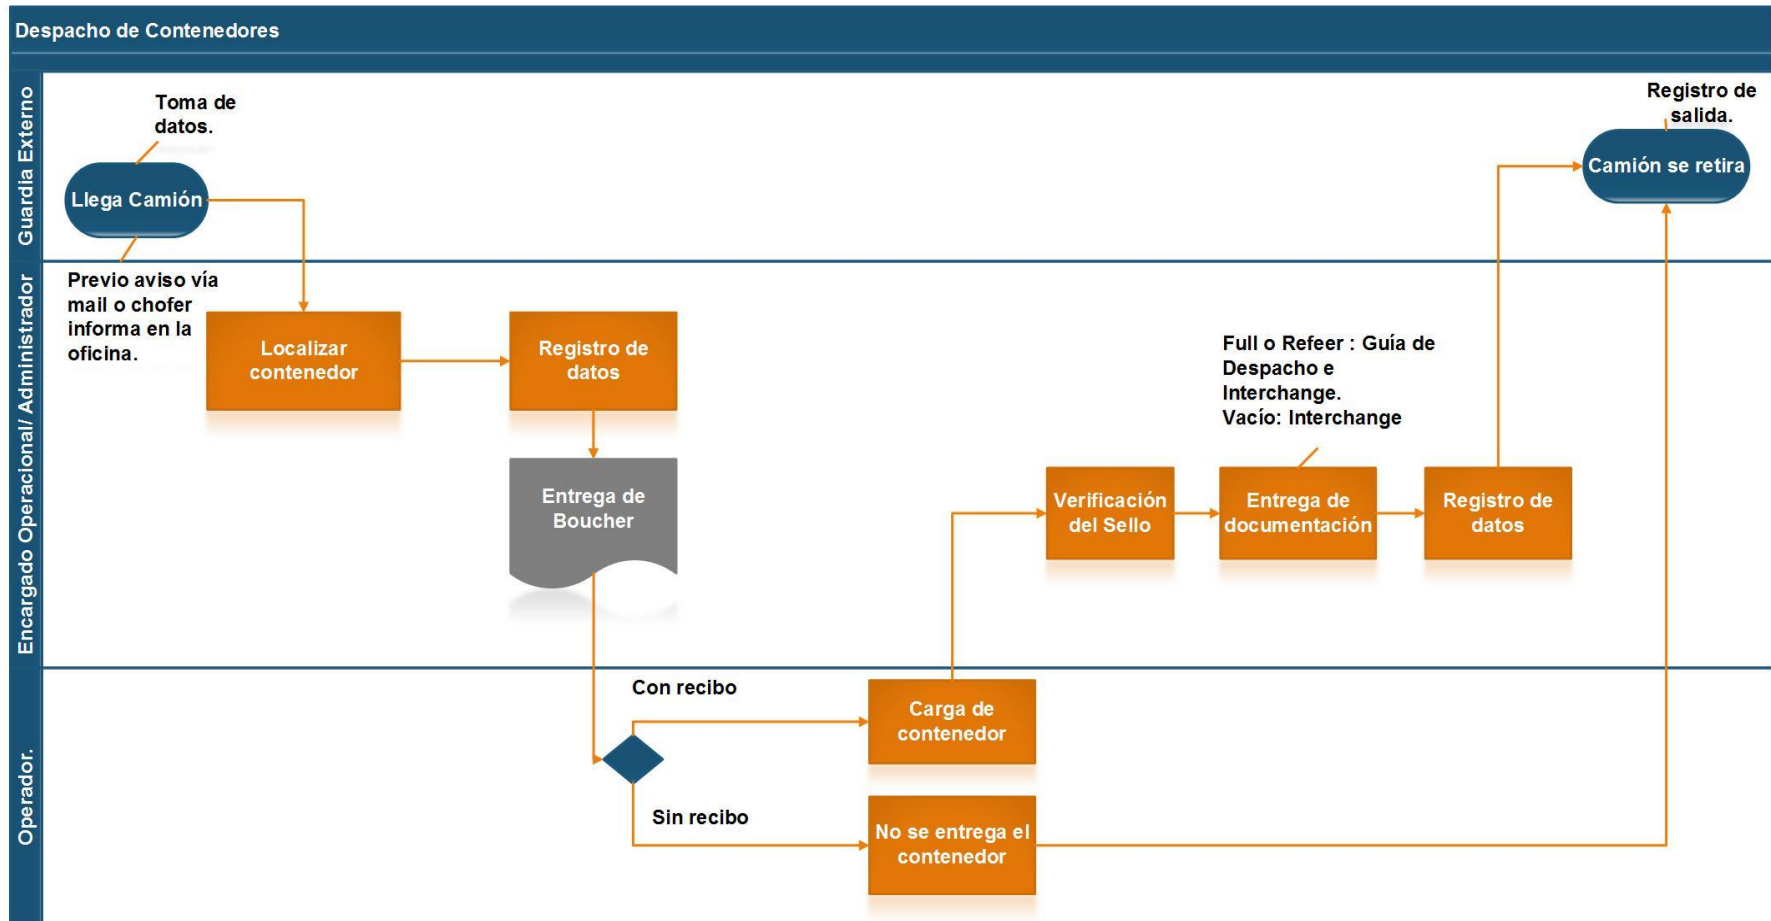 Despacho de Contenedores
Guardia Externo
Toma de
datos.
Llega Camión
Registro de
salida.
Camión se retira
Encargado Operacional/ Administrador
Previo aviso vía
mail o chofer
informa en la
oficina.
Localizar
contenedor
Registro de
datos
Entrega de
Boucher
Full o Refeer : Guía de
Despacho e
Interchange.
Vacío: Interchange
Verificación
del Sello
Entrega de
documentación
Registro de
datos
Operador.
Con recibo
Carga de
contenedor
Sin recibo
No se entrega el
contenedor